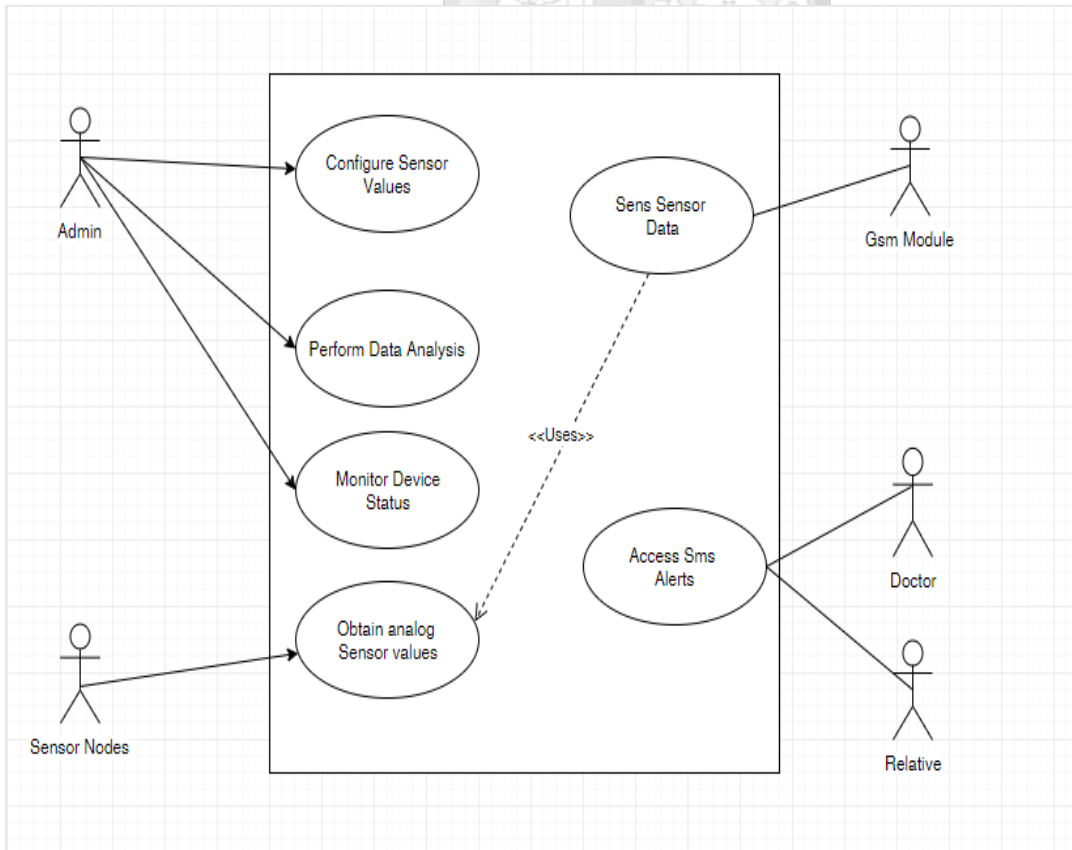 Configure Sensor
Values
Admin
Sens Sensor
Data
Gsm Module
Perform Data Analysis
<<Uses>>
Monitor Device
Status
Access Sms
Alerts
Doctor
Obtain analog
Sensor values
Sensor Nodes
Relative